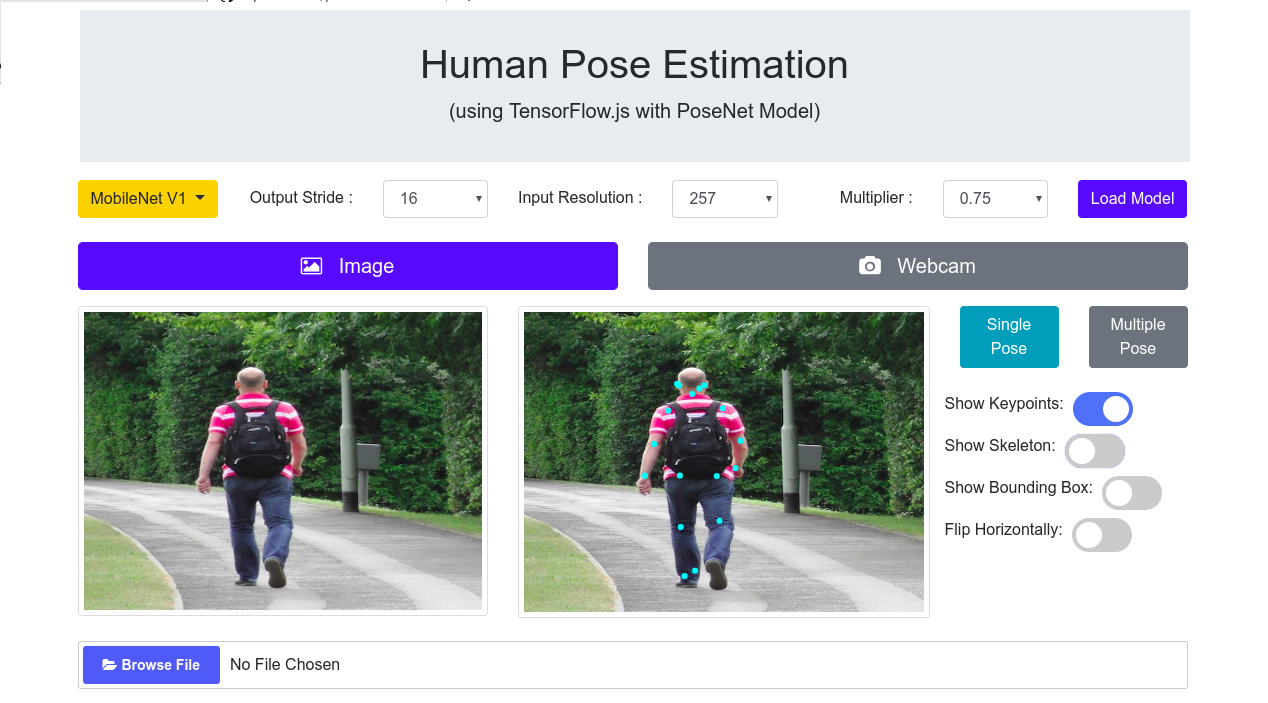 Human Pose Estimation
(using TensorFlow.js with PoseNet Model)
MobileNet V1 Output Stride : 16 Input Resolution : 257 Multiplier : 0.75 Load Model
Image Webcam
Single Pose
Multiple Pose
Show Keypoints:
Show Skeleton:
Show Bounding Box:
Flip Horizontally:
Browse File No File Chosen